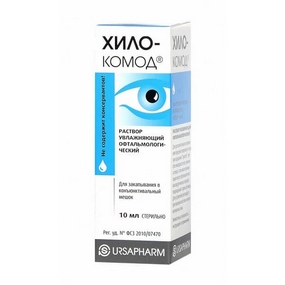 ХИЛО-
КОМОД®
Не содержит консервантов!
РАСТВОР
УВЛАЖНЯЮЩИЙ
ОФТАЛЬМОЛОГИ-
ЧЕСКИЙ
Для закапывания в
конъюнктивальный
мешок
10 мл СТЕРИЛЬНО
Рег. уд. № ФСЗ 2010/07470
URSAPHARM